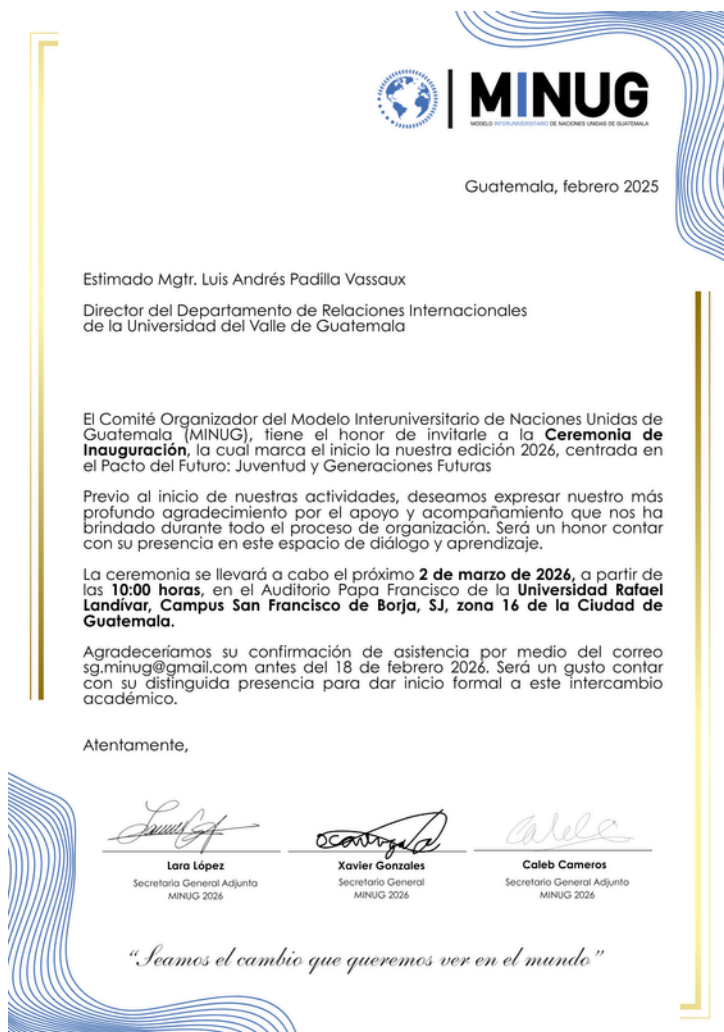 MINUG
MODELO INTERUNIVERSITARIO DE NACIONES UNIDAS DE GUATEMALA
Guatemala, febrero 2025
Estimado Mgtr. Luis Andrés Padilla Vassaux
Director del Departamento de Relaciones Internacionales
de la Universidad del Valle de Guatemala
El Comité Organizador del Modelo Interuniversitario de Naciones Unidas de
Guatemala (MINUG), tiene el honor de invitarle a la Ceremonia de
Inauguración, la cual marca el inicio la nuestra edición 2026, centrada en
el Pacto del Futuro: Juventud y Generaciones Futuras
Previo al inicio de nuestras actividades, deseamos expresar nuestro más
profundo agradecimiento por el apoyo y acompañamiento que nos ha
brindado durante todo el proceso de organización. Será un honor contar
con su presencia en este espacio de diálogo y aprendizaje.
La ceremonia se llevará a cabo el próximo 2 de marzo de 2026, a partir de
las 10:00 horas, en el Auditorio Papa Francisco de la Universidad Rafael
Landívar, Campus San Francisco de Borja, SJ, zona 16 de la Ciudad de
Guatemala.
Agradeceríamos su confirmación de asistencia por medio del correo
sg.minug@gmail.com antes del 18 de febrero 2026. Será un gusto contar
con su distinguida presencia para dar inicio formal a este intercambio
académico.
Atentamente,
Lara López
Secretaria General Adjunta
MINUG 2026
Xavier Gonzales
Secretario General
MINUG 2026
Caleb Cameros
Secretario General Adjunto
MINUG 2026
“Seamos el cambio que queremos ver en el mundo”